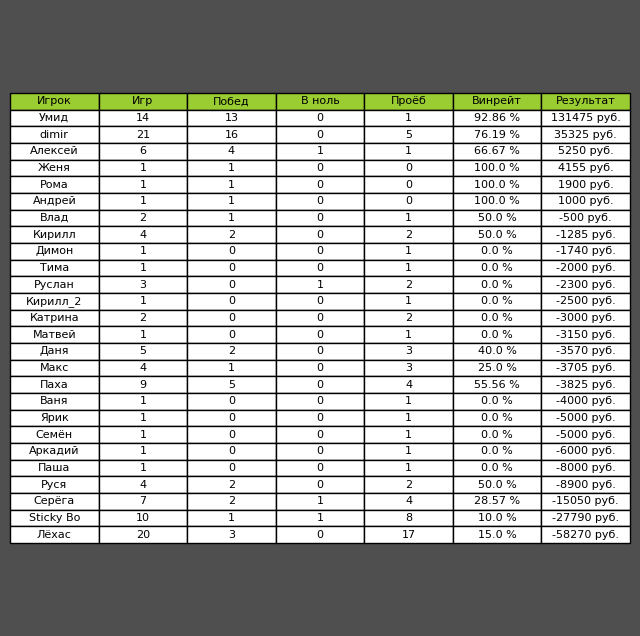 Игрок Игр Побед В ноль Проёб Винрейт Результат
Умид 14 13 0 1 92.86 % 131475 руб.
dimir 21 16 0 5 76.19 % 35325 руб.
Алексей 6 4 1 1 66.67 % 5250 руб.
Женя 1 1 0 0 100.0 % 4155 руб.
Рома 1 1 0 0 100.0 % 1900 руб.
Андрей 1 1 0 0 100.0 % 1000 руб.
Влад 2 1 0 1 50.0 % -500 руб.
Кирилл 4 2 0 2 50.0 % -1285 руб.
Димон 1 0 0 1 0.0 % -1740 руб.
Тима 1 0 0 1 0.0 % -2000 руб.
Руслан 3 0 1 2 0.0 % -2300 руб.
Кирилл_2 1 0 0 1 0.0 % -2500 руб.
Катрина 2 0 0 2 0.0 % -3000 руб.
Матвей 1 0 0 1 0.0 % -3150 руб.
Даня 5 2 0 3 40.0 % -3570 руб.
Макс 4 1 0 3 25.0 % -3705 руб.
Паха 9 5 0 4 55.56 % -3825 руб.
Ваня 1 0 0 1 0.0 % -4000 руб.
Ярик 1 0 0 1 0.0 % -5000 руб.
Семён 1 0 0 1 0.0 % -5000 руб.
Аркадий 1 0 0 1 0.0 % -6000 руб.
Паша 1 0 0 1 0.0 % -8000 руб.
Руся 4 2 0 2 50.0 % -8900 руб.
Серёга 7 2 1 4 28.57 % -15050 руб.
Sticky Bo 10 1 1 8 10.0 % -27790 руб.
Лёхас 20 3 0 17 15.0 % -58270 руб.